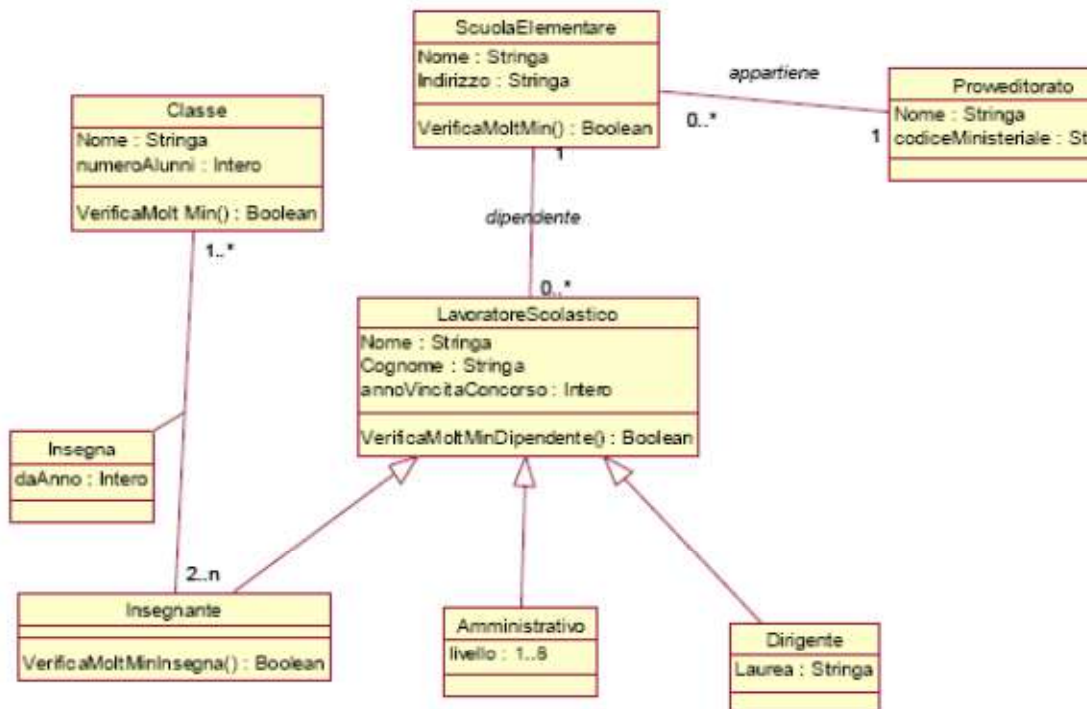 ScuolaElementare
Nome : Stringa
Indirizzo : Stringa
VerificaMoltMin() : Boolean
appartiene
0..*
1
Proweditorato
Nome : Stringa
codiceMinisteriale : St
Classe
Nome : Stringa
numeroAlunni : Intero
VerificaMolt Min() : Boolean
1..*
1
dipendente
0..*
LavoratoreScolastico
Nome : Stringa
Cognome : Stringa
annoVincitaConcorso : Intero
VerificaMoltMinDipendente() : Boolean
Insegna
daAnno : Intero
2..n
Insegnante
VerificaMoltMinInsegna() : Boolean
Amministrativo
livello : 1..8
Dirigente
Laurea : Stringa